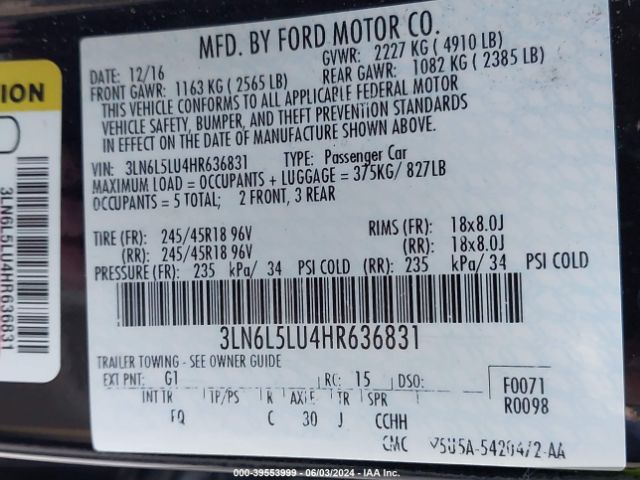 MFD. BY FORD MOTOR CO.
DATE: 12/16 GVWR: 2227 KG ( 4910 LB)
FRONT GAWR: 1163 KG ( 2565 LB) REAR GAWR: 1082 KG ( 2385 LB)
THIS VEHICLE CONFORMS TO ALL APPLICABLE FEDERAL MOTOR
VEHICLE SAFETY, BUMPER, AND THEFT PREVENTION STANDARDS
IN EFFECT ON THE DATE OF MANUFACTURE SHOWN ABOVE.
VIN: 3LN6L5LU4HR636831 TYPE: Passenger Car
MAXIMUM LOAD = OCCUPANTS + LUGGAGE = 375KG/ 827LB
OCCUPANTS = 5 TOTAL; 2 FRONT, 3 REAR
TIRE (FR): 245/45R18 96V RIMS (FR): 18x8.0J
(RR): 245/45R18 96V (RR): 18x8.0J
PRESSURE (FR): 235 kPa/ 34 PSI COLD (RR): 235 kPa/ 34 PSI COLD
3LN6L5LU4HR636831
TRAILER TOWING - SEE OWNER GUIDE
EXT PNT: G1 RC: 15 DSO: F0071
INT TR TP/PS R AXLE TR SPR R0098
FQ C 30 J CCHH
CMC
TION
3LN6L5LU4HR636831
000 - 39553999 - 06/03/2024 - IAA Inc.